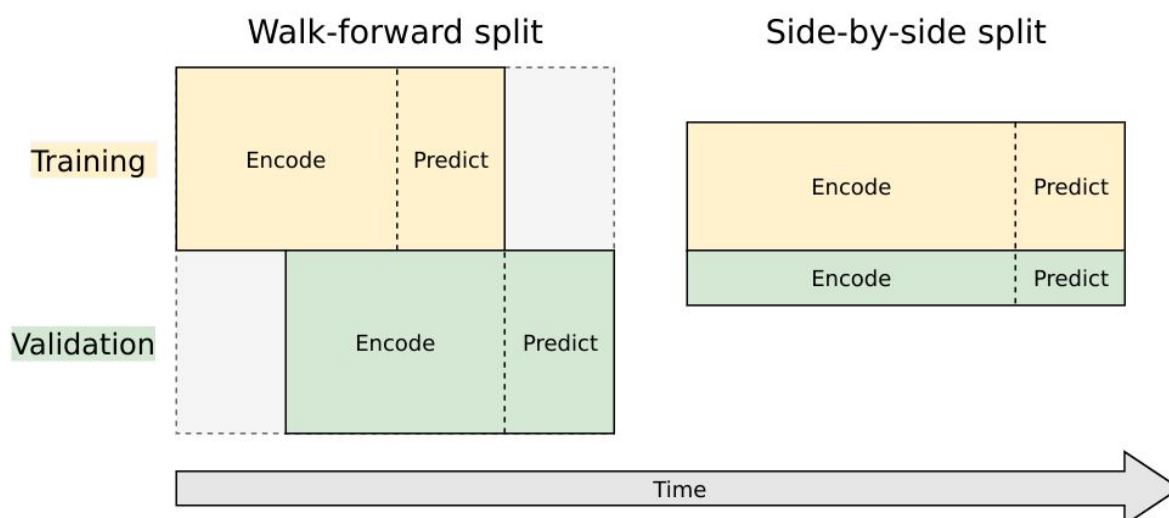 Walk-forward split
Side-by-side split
Training
Encode
Predict
Encode
Predict
Validation
Encode
Predict
Encode
Predict
Time